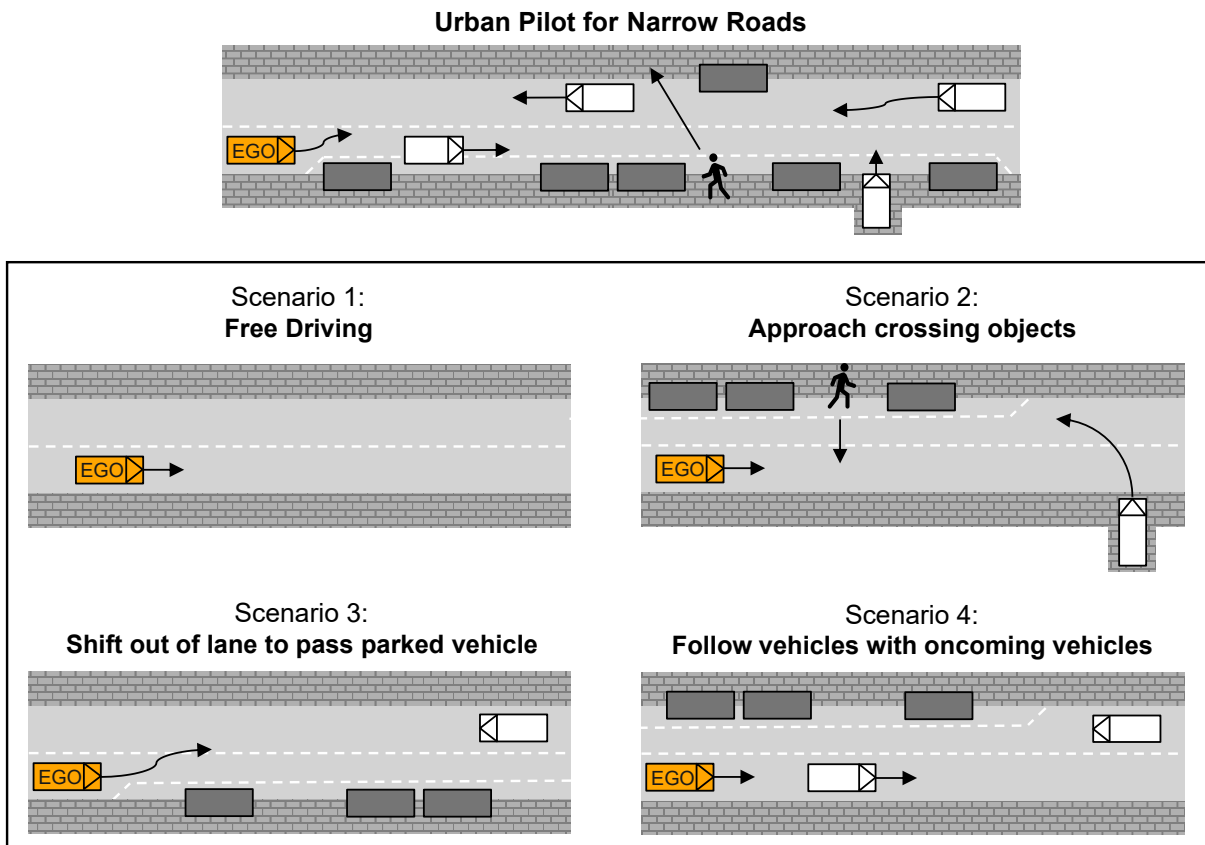 Urban Pilot for Narrow Roads
EGO
Scenario 1:
Free Driving
EGO
Scenario 2:
Approach crossing objects
EGO
Scenario 3:
Shift out of lane to pass parked vehicle
EGO
Scenario 4:
Follow vehicles with oncoming vehicles
EGO